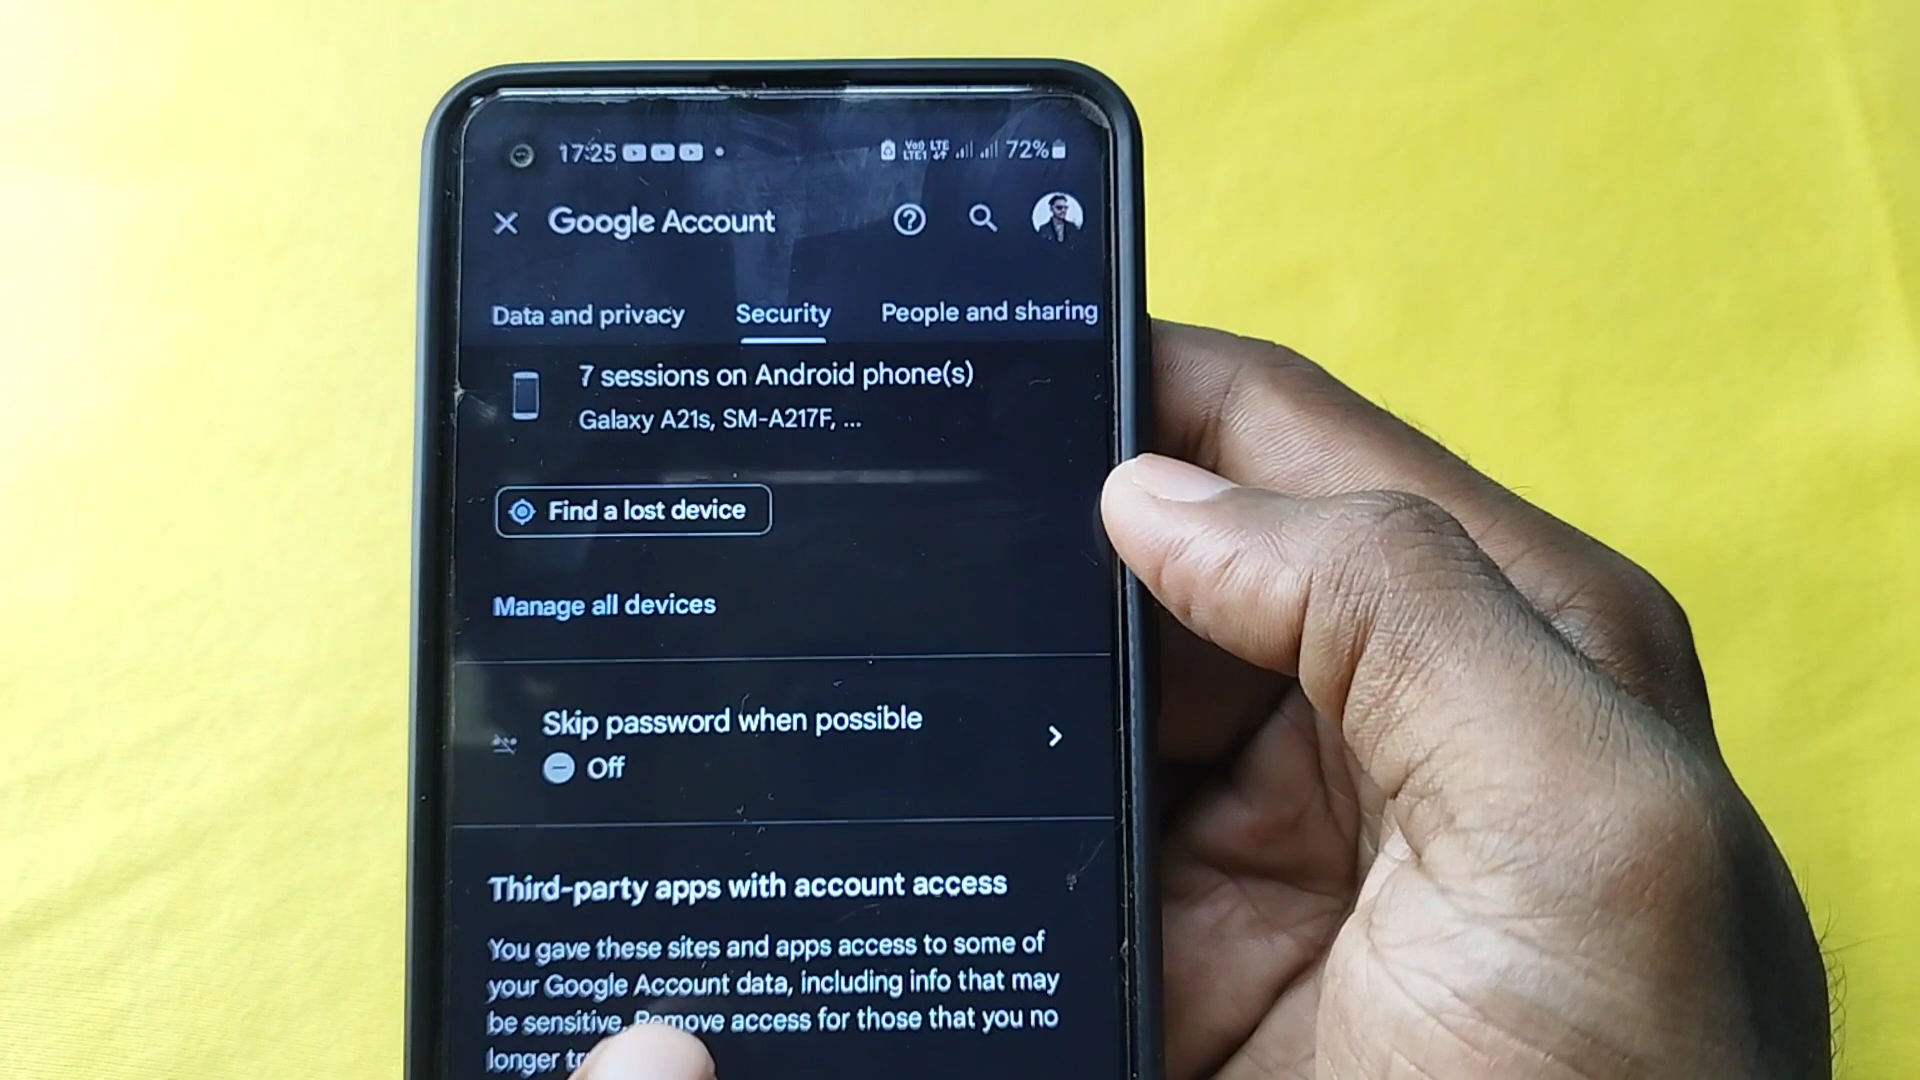 17:25 Vo)) LTE 72%
LTE1
Google Account
Data and privacy Security People and sharing
7 sessions on Android phone(s)
Galaxy A21s, SM-A217F, ...
Find a lost device
Manage all devices
Skip password when possible
Off
Third-party apps with account access
You gave these sites and apps access to some of
your Google Account data, including info that may
be sensitive. Remove access for those that you no
longer